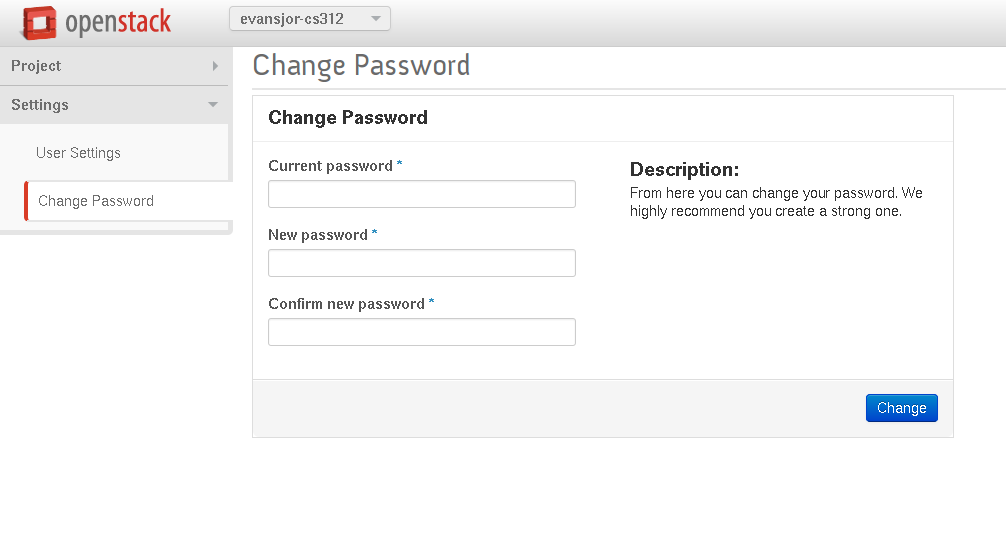 openstack
evansjor-cs312
Project
Settings
User Settings
Change Password
Change Password
Change Password
Current password *
New password *
Confirm new password *
Description:
From here you can change your password. We
highly recommend you create a strong one.
Change